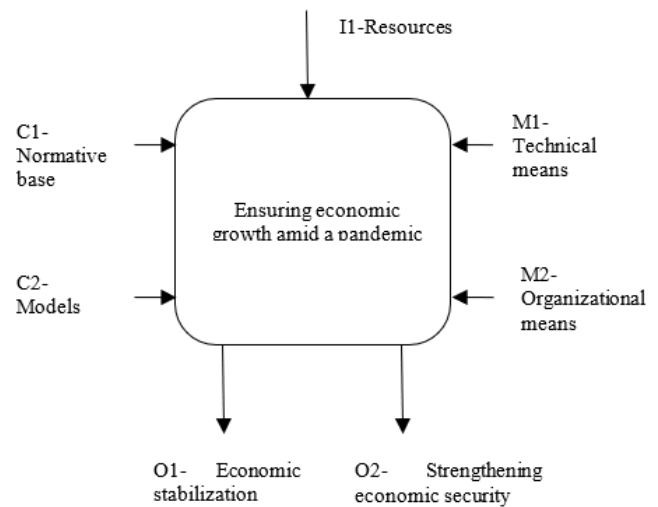 I1-Resources
C1-
Normative
base
M1-
Technical
means
Ensuring economic
growth amid a pandemic
C2-
Models
M2-
Organizational
means
O1- Economic
stabilization
O2- Strengthening
economic security